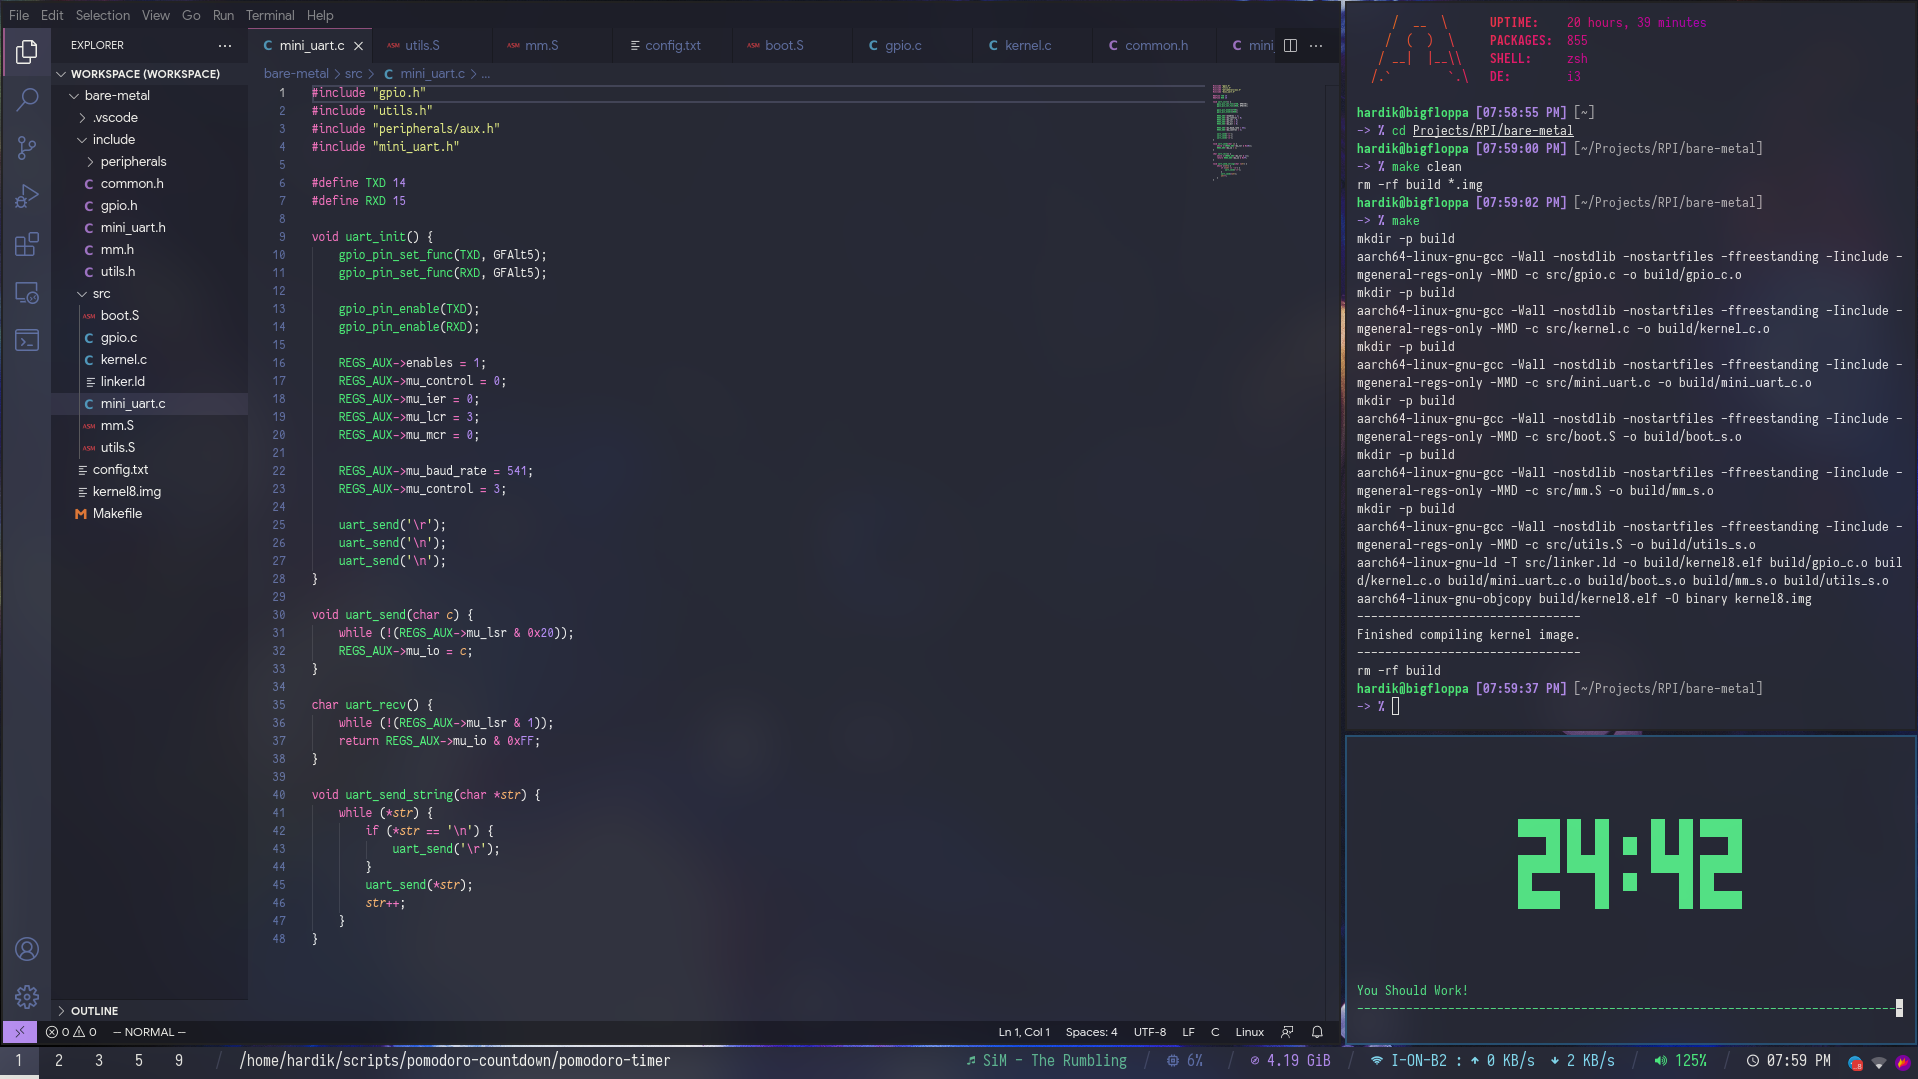 File Edit Selection View Go Run Terminal Help
EXPLORER
WORKSPACE (WORKSPACE)
bare-metal
.vscode
include
peripherals
C common.h
C gpio.h
C mini_uart.h
C mm.h
C utils.h
src
ASM boot.S
C gpio.c
C kernel.c
linker.ld
C mini_uart.c
ASM mm.S
ASM utils.S
config.txt
kernel8.img
M Makefile
OUTLINE
C mini_uart.c ASM utils.S ASM mm.S config.txt ASM boot.S C gpio.c C kernel.c C common.h C mini
bare-metal > src > C mini_uart.c > ...
1 #include "gpio.h"
2 #include "utils.h"
3 #include "peripherals/aux.h"
4 #include "mini_uart.h"
5
6 #define TXD 14
7 #define RXD 15
8
9 void uart_init() {
10 gpio_pin_set_func(TXD, GFAlt5);
11 gpio_pin_set_func(RXD, GFAlt5);
12
13 gpio_pin_enable(TXD);
14 gpio_pin_enable(RXD);
15
16 REGS_AUX->enables = 1;
17 REGS_AUX->mu_control = 0;
18 REGS_AUX->mu_ier = 0;
19 REGS_AUX->mu_lcr = 3;
20 REGS_AUX->mu_mcr = 0;
21
22 REGS_AUX->mu_baud_rate = 541;
23 REGS_AUX->mu_control = 3;
24
25 uart_send('\r');
26 uart_send('\n');
27 uart_send('\n');
28 }
29
30 void uart_send(char c) {
31 while (!(REGS_AUX->mu_lsr & 0x20));
32 REGS_AUX->mu_io = c;
33 }
34
35 char uart_recv() {
36 while (!(REGS_AUX->mu_lsr & 1));
37 return REGS_AUX->mu_io & 0xFF;
38 }
39
40 void uart_send_string(char *str) {
41 while (*str) {
42 if (*str == '\n') {
43 uart_send('\r');
44 }
45 uart_send(*str);
46 str++;
47 }
48 }
0 0 -- NORMAL -- Ln 1, Col 1 Spaces: 4 UTF-8 LF C Linux
/ __ \ UPTIME: 20 hours, 39 minutes
/ ( ) \ PACKAGES: 855
/ __| |__\\ SHELL: zsh
/.` `.\ DE: i3
hardik@bigfloppa [07:58:55 PM] [~]
-> % cd Projects/RPI/bare-metal
hardik@bigfloppa [07:59:00 PM] [~/Projects/RPI/bare-metal]
-> % make clean
rm -rf build *.img
hardik@bigfloppa [07:59:02 PM] [~/Projects/RPI/bare-metal]
-> % make
mkdir -p build
aarch64-linux-gnu-gcc -Wall -nostdlib -nostartfiles -ffreestanding -Iinclude -
mgeneral-regs-only -MMD -c src/gpio.c -o build/gpio_c.o
mkdir -p build
aarch64-linux-gnu-gcc -Wall -nostdlib -nostartfiles -ffreestanding -Iinclude -
mgeneral-regs-only -MMD -c src/kernel.c -o build/kernel_c.o
mkdir -p build
aarch64-linux-gnu-gcc -Wall -nostdlib -nostartfiles -ffreestanding -Iinclude -
mgeneral-regs-only -MMD -c src/mini_uart.c -o build/mini_uart_c.o
mkdir -p build
aarch64-linux-gnu-gcc -Wall -nostdlib -nostartfiles -ffreestanding -Iinclude -
mgeneral-regs-only -MMD -c src/boot.S -o build/boot_s.o
mkdir -p build
aarch64-linux-gnu-gcc -Wall -nostdlib -nostartfiles -ffreestanding -Iinclude -
mgeneral-regs-only -MMD -c src/mm.S -o build/mm_s.o
mkdir -p build
aarch64-linux-gnu-gcc -Wall -nostdlib -nostartfiles -ffreestanding -Iinclude -
mgeneral-regs-only -MMD -c src/utils.S -o build/utils_s.o
aarch64-linux-gnu-ld -T src/linker.ld -o build/kernel8.elf build/gpio_c.o buil
d/kernel_c.o build/mini_uart_c.o build/boot_s.o build/mm_s.o build/utils_s.o
aarch64-linux-gnu-objcopy build/kernel8.elf -O binary kernel8.img
--------------------------------
Finished compiling kernel image.
--------------------------------
rm -rf build
hardik@bigfloppa [07:59:37 PM] [~/Projects/RPI/bare-metal]
-> %
24:42
You Should Work!
1 2 3 5 9 / /home/hardik/scripts/pomodoro-countdown/pomodoro-timer SiM - The Rumbling / 6% / 4.19 GiB / I-ON-B2 : ↑ 0 KB/s ↓ 2 KB/s / 125% / 07:59 PM